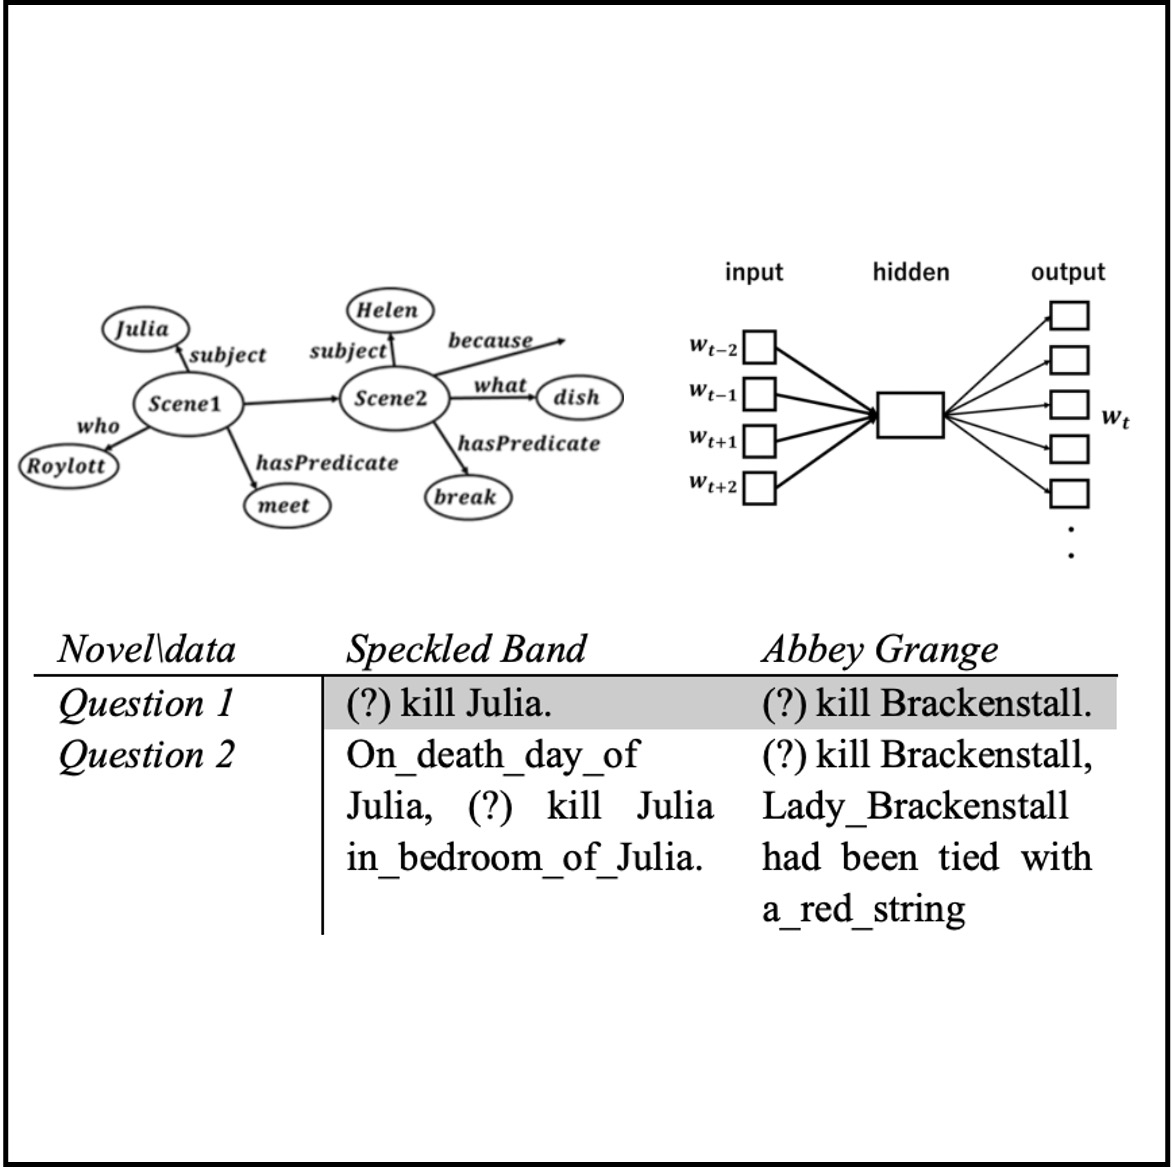 Julia
subject
Scene1
who
Roylott
hasPredicate
meet
Helen
subject
because
Scene2
what
dish
hasPredicate
break
input hidden output
w_{t-2}
w_{t-1}
w_{t+1}
w_{t+2}
w_t
Novel\data Speckled Band Abbey Grange
Question 1 (?) kill Julia. (?) kill Brackenstall.
Question 2 On_death_day_of (?) kill Brackenstall,
Julia, (?) kill Julia Lady_Brackenstall
in_bedroom_of_Julia. had been tied with
a_red_string